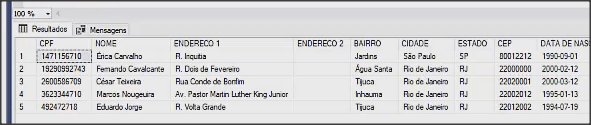 100 %
Resultados Mensagens
CPF NOME ENDERECO 1 ENDERECO 2 BAIRRO CIDADE ESTADO CEP DATA DE NASC
1 1471156710 Érica Carvalho R. Inquitia Jardins São Paulo SP 80012212 1990-09-01
2 19290992743 Fernando Cavalcante R. Dois de Fevereiro Água Santa Rio de Janeiro RJ 22000000 2000-02-12
3 2600586709 César Teixeira Rua Conde de Bonfim Tijuca Rio de Janeiro RJ 22020001 2000-03-12
4 3623344710 Marcos Nougeuira Av. Pastor Martin Luther King Junior Inhauma Rio de Janeiro RJ 22002012 1995-01-13
5 492472718 Eduardo Jorge R. Volta Grande Tijuca Rio de Janeiro RJ 22012002 1994-07-19